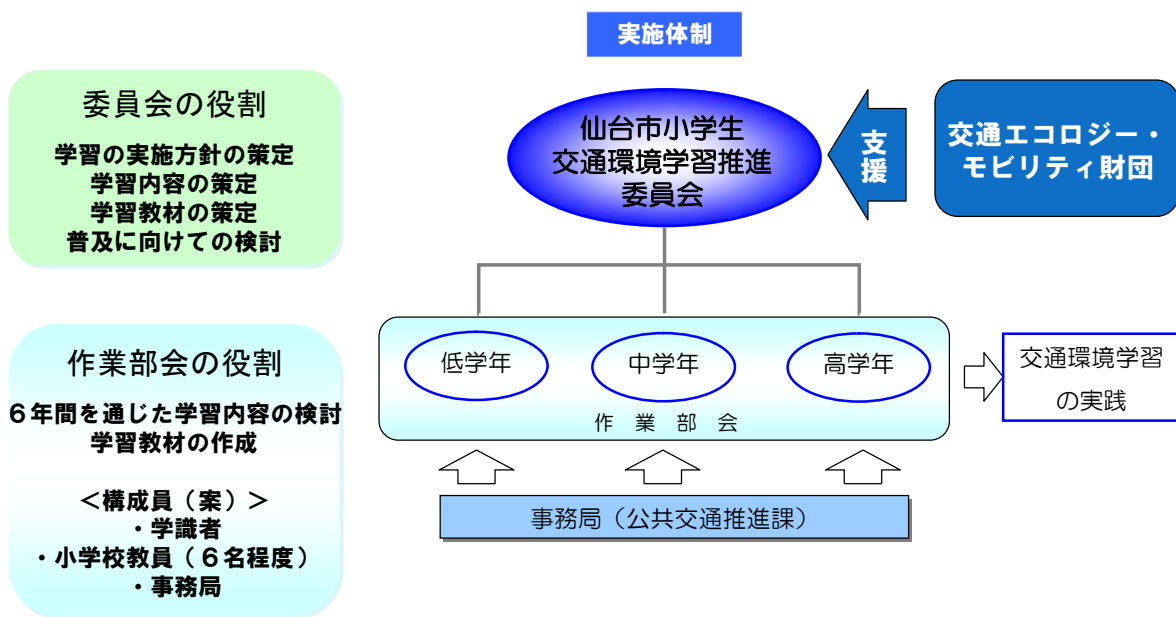 実施体制
委員会の役割
学習の実施方針の策定
学習内容の策定
学習教材の策定
普及に向けての検討
仙台市小学生
交通環境学習推進
委員会
支援
交通エコロジー・
モビリティ財団
作業部会の役割
６年間を通じた学習内容の検討
学習教材の作成
＜構成員（案）＞
・学識者
・小学校教員（６名程度）
・事務局
低学年
中学年
高学年
作　業　部　会
交通環境学習
の実践
事務局（公共交通推進課）